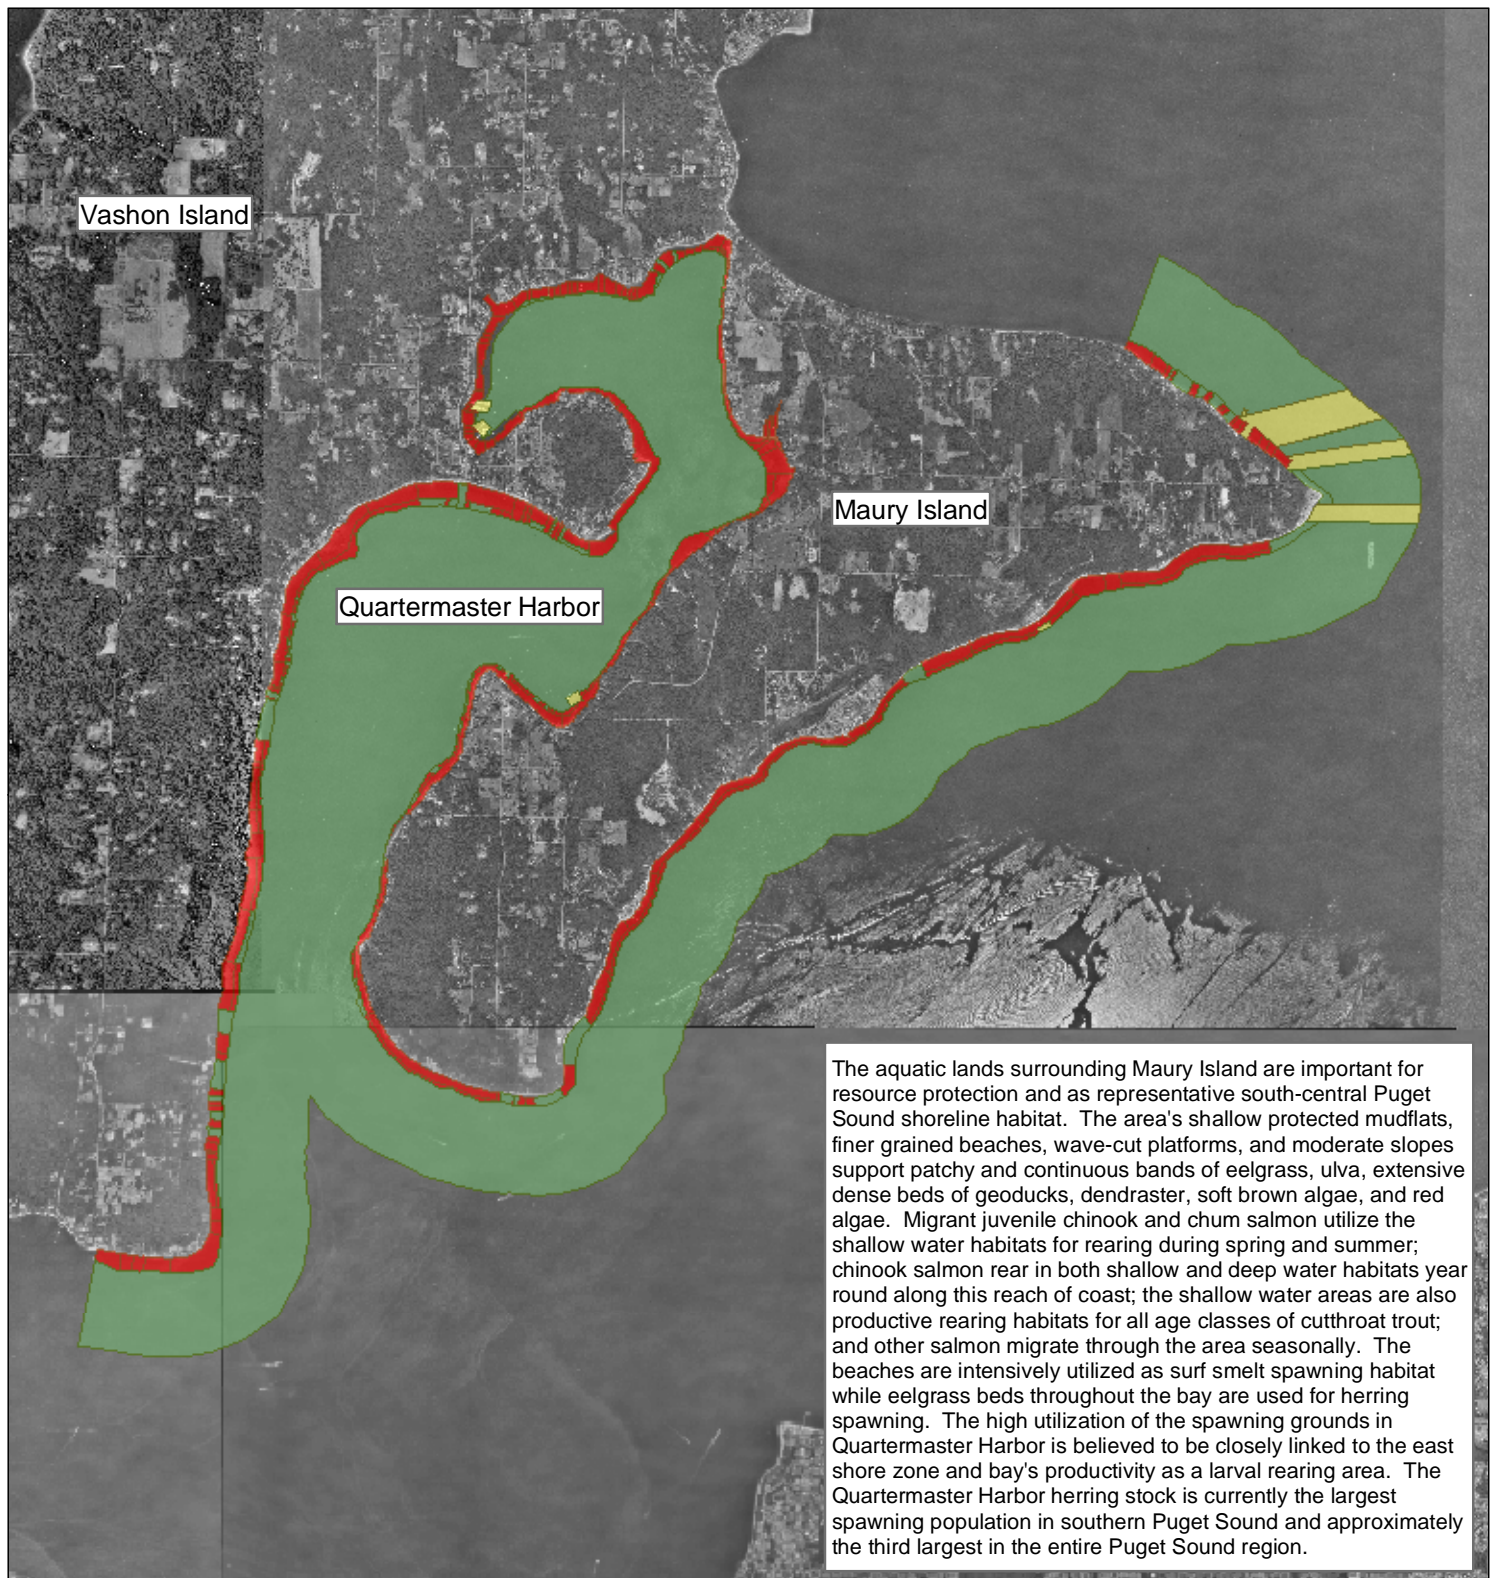 Vashon Island
Maury Island
Quartermaster Harbor
The aquatic lands surrounding Maury Island are important for
resource protection and as representative south-central Puget
Sound shoreline habitat.  The area's shallow protected mudflats,
finer grained beaches, wave-cut platforms, and moderate slopes
support patchy and continuous bands of eelgrass, ulva, extensive
dense beds of geoducks, dendraster, soft brown algae, and red
algae.  Migrant juvenile chinook and chum salmon utilize the
shallow water habitats for rearing during spring and summer;
chinook salmon rear in both shallow and deep water habitats year
round along this reach of coast; the shallow water areas are also
productive rearing habitats for all age classes of cutthroat trout;
and other salmon migrate through the area seasonally.  The
beaches are intensively utilized as surf smelt spawning habitat
while eelgrass beds throughout the bay are used for herring
spawning.  The high utilization of the spawning grounds in
Quartermaster Harbor is believed to be closely linked to the east
shore zone and bay's productivity as a larval rearing area.  The
Quartermaster Harbor herring stock is currently the largest
spawning population in southern Puget Sound and approximately
the third largest in the entire Puget Sound region.